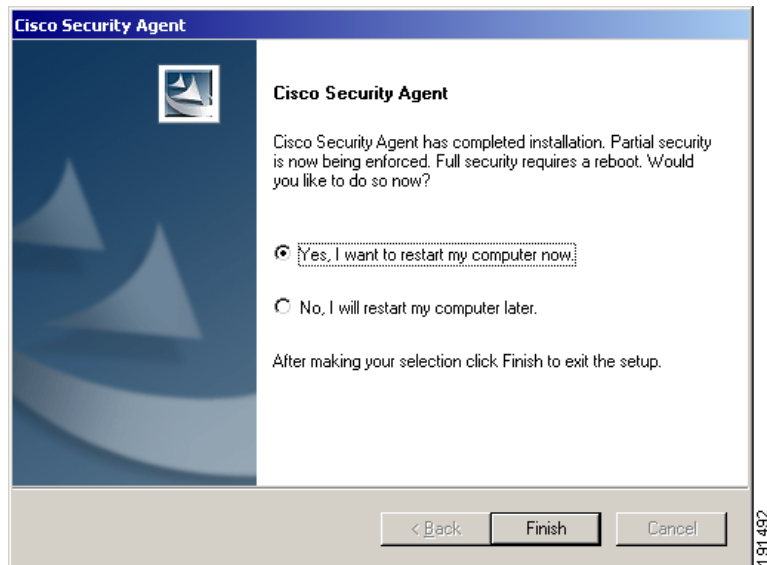 Cisco Security Agent
Cisco Security Agent
Cisco Security Agent has completed installation. Partial security
is now being enforced. Full security requires a reboot. Would
you like to do so now?
Yes, I want to restart my computer now.
No, I will restart my computer later.
After making your selection click Finish to exit the setup.
< Back
Finish
Cancel
191492